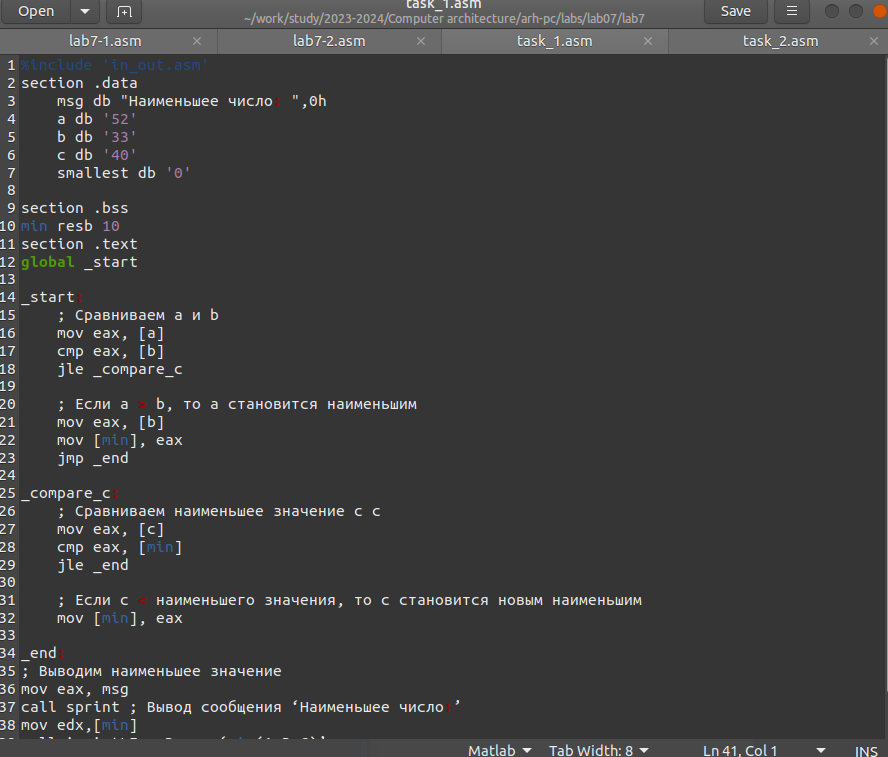 task_1.asm
Open
~/work/study/2023-2024/Computer architecture/arh-pc/labs/lab07/lab7
Save
lab7-1.asm × lab7-2.asm × task_1.asm × task_2.asm ×
1 %include 'in_out.asm'
2 section .data
3 msg db "Наименьшее число: ",0h
4 a db '52'
5 b db '33'
6 c db '40'
7 smallest db '0'
8
9 section .bss
10 min resb 10
11 section .text
12 global _start
13
14 _start:
15 ; Сравниваем a и b
16 mov eax, [a]
17 cmp eax, [b]
18 jle _compare_c
19
20 ; Если a b, то a становится наименьшим
21 mov eax, [b]
22 mov [min], eax
23 jmp _end
24
25 _compare_c:
26 ; Сравниваем наименьшее значение с c
27 mov eax, [c]
28 cmp eax, [min]
29 jle _end
30
31 ; Если c < наименьшего значения, то c становится новым наименьшим
32 mov [min], eax
33
34 _end:
35 ; Выводим наименьшее значение
36 mov eax, msg
37 call sprint ; Вывод сообщения ‘Наименьшее число:’
38 mov edx,[min]
Matlab Tab Width: 8 Ln 41, Col 1 INS